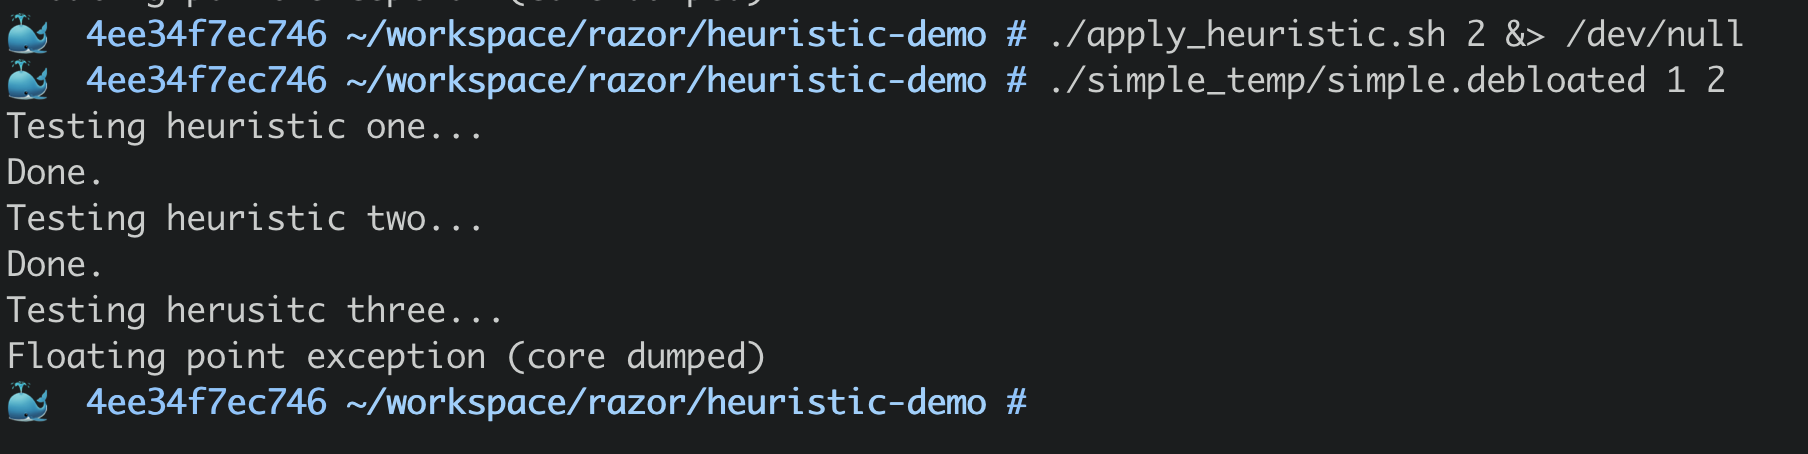 4ee34f7ec746 ~/workspace/razor/heuristic-demo # ./apply_heuristic.sh 2 &> /dev/null
4ee34f7ec746 ~/workspace/razor/heuristic-demo # ./simple_temp/simple.debloated 1 2
Testing heuristic one...
Done.
Testing heuristic two...
Done.
Testing herusitc three...
Floating point exception (core dumped)
4ee34f7ec746 ~/workspace/razor/heuristic-demo #